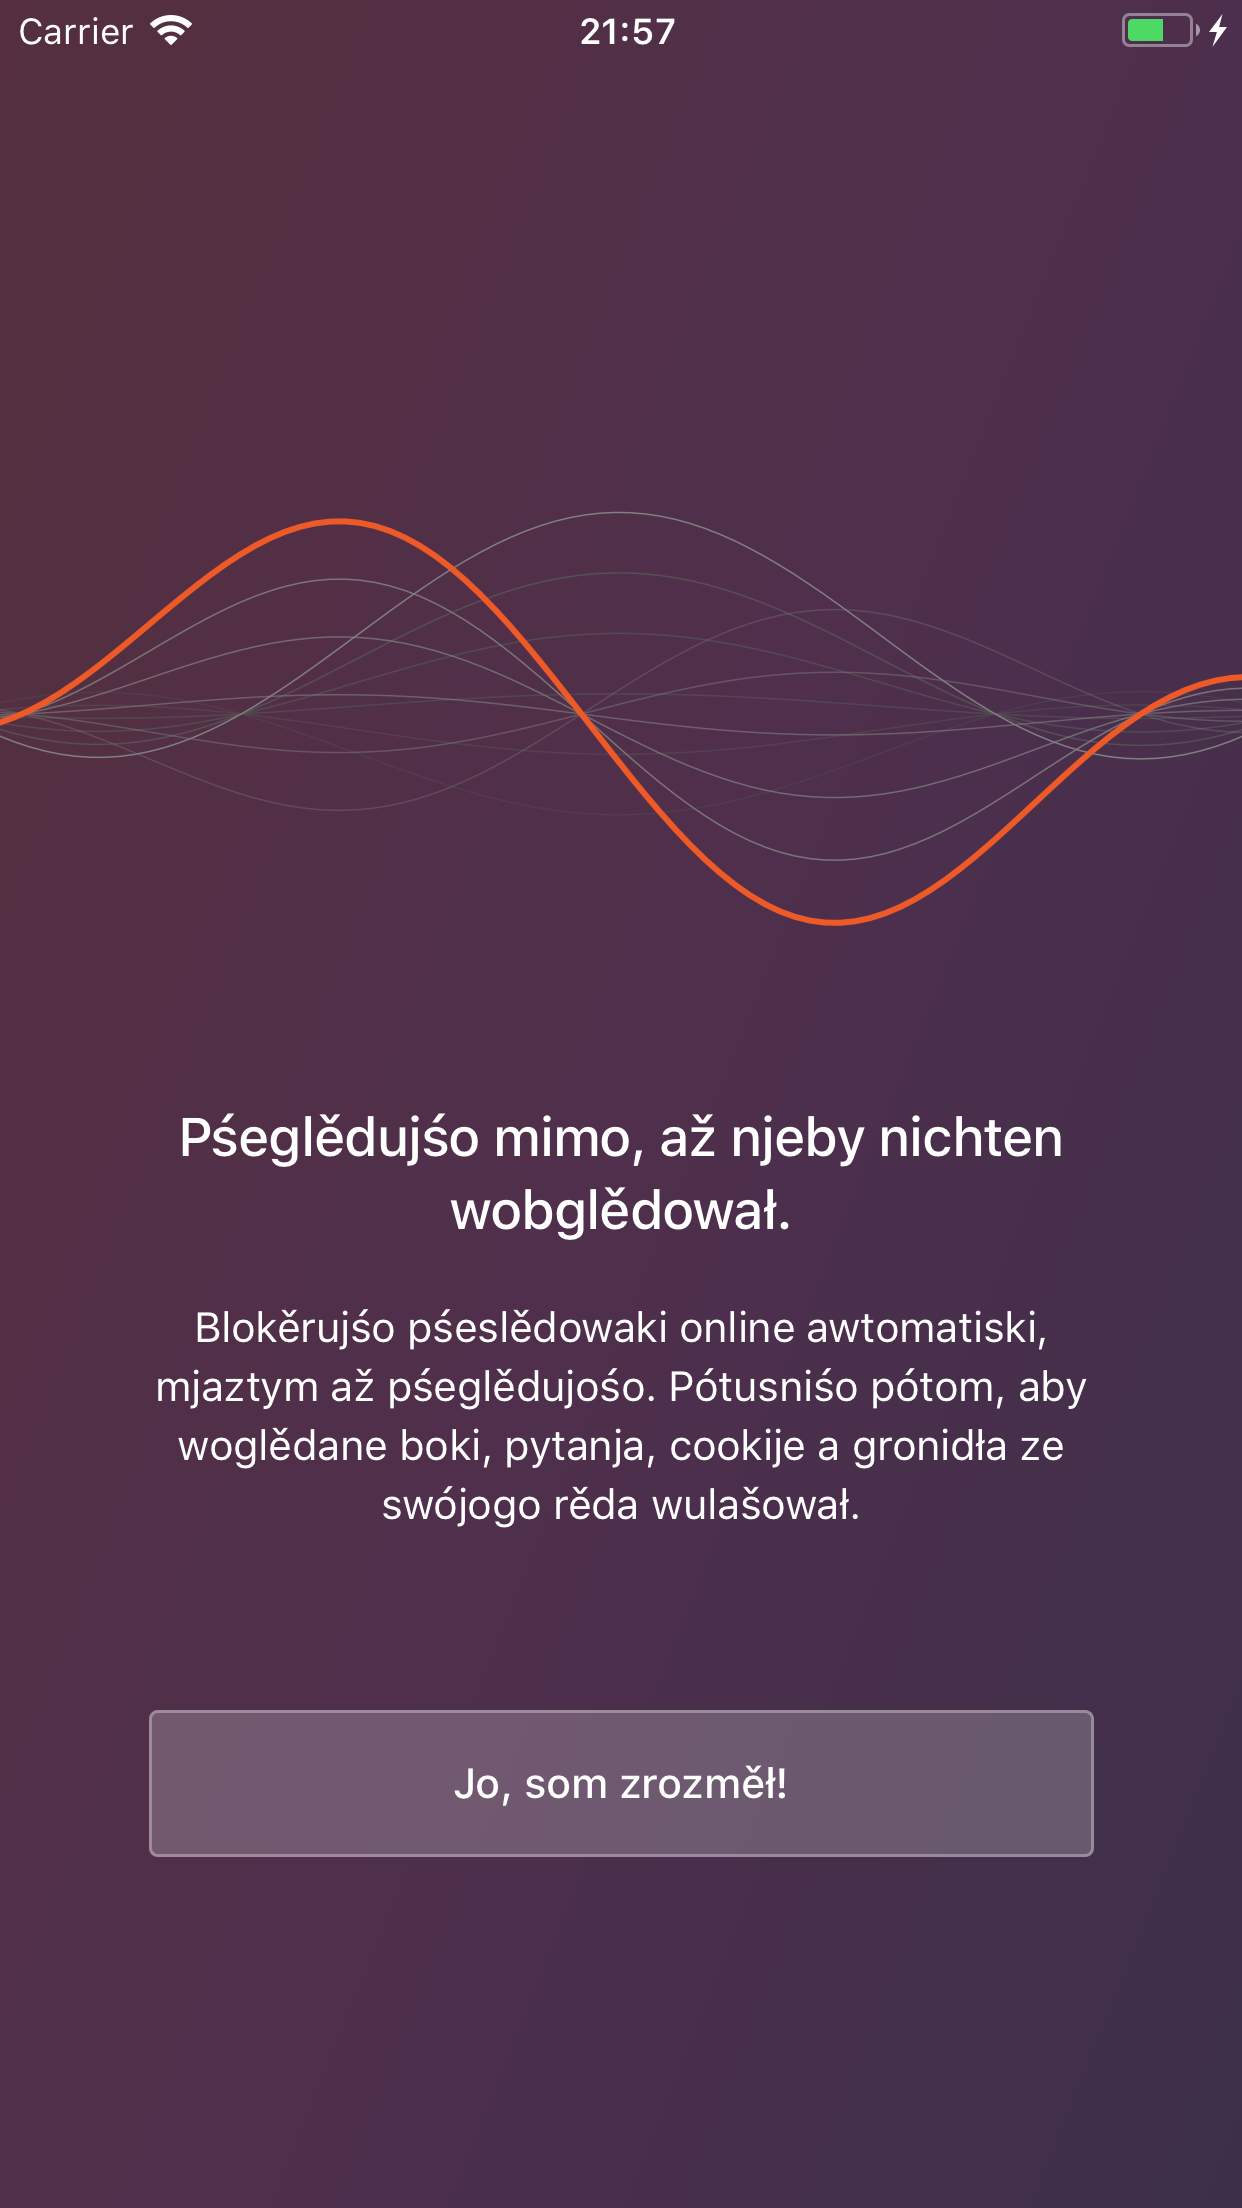 Carrier
21:57
Pśeglědujśo mimo, až njeby nichten
wobglědował.
Blokěrujśo pśeslědowaki online awtomatiski,
mjaztym až pśeglědujośo. Pótusniśo pótom, aby
woglědane boki, pytanja, cookije a gronidła ze
swójogo rěda wulašował.
Jo, som zrozměł!